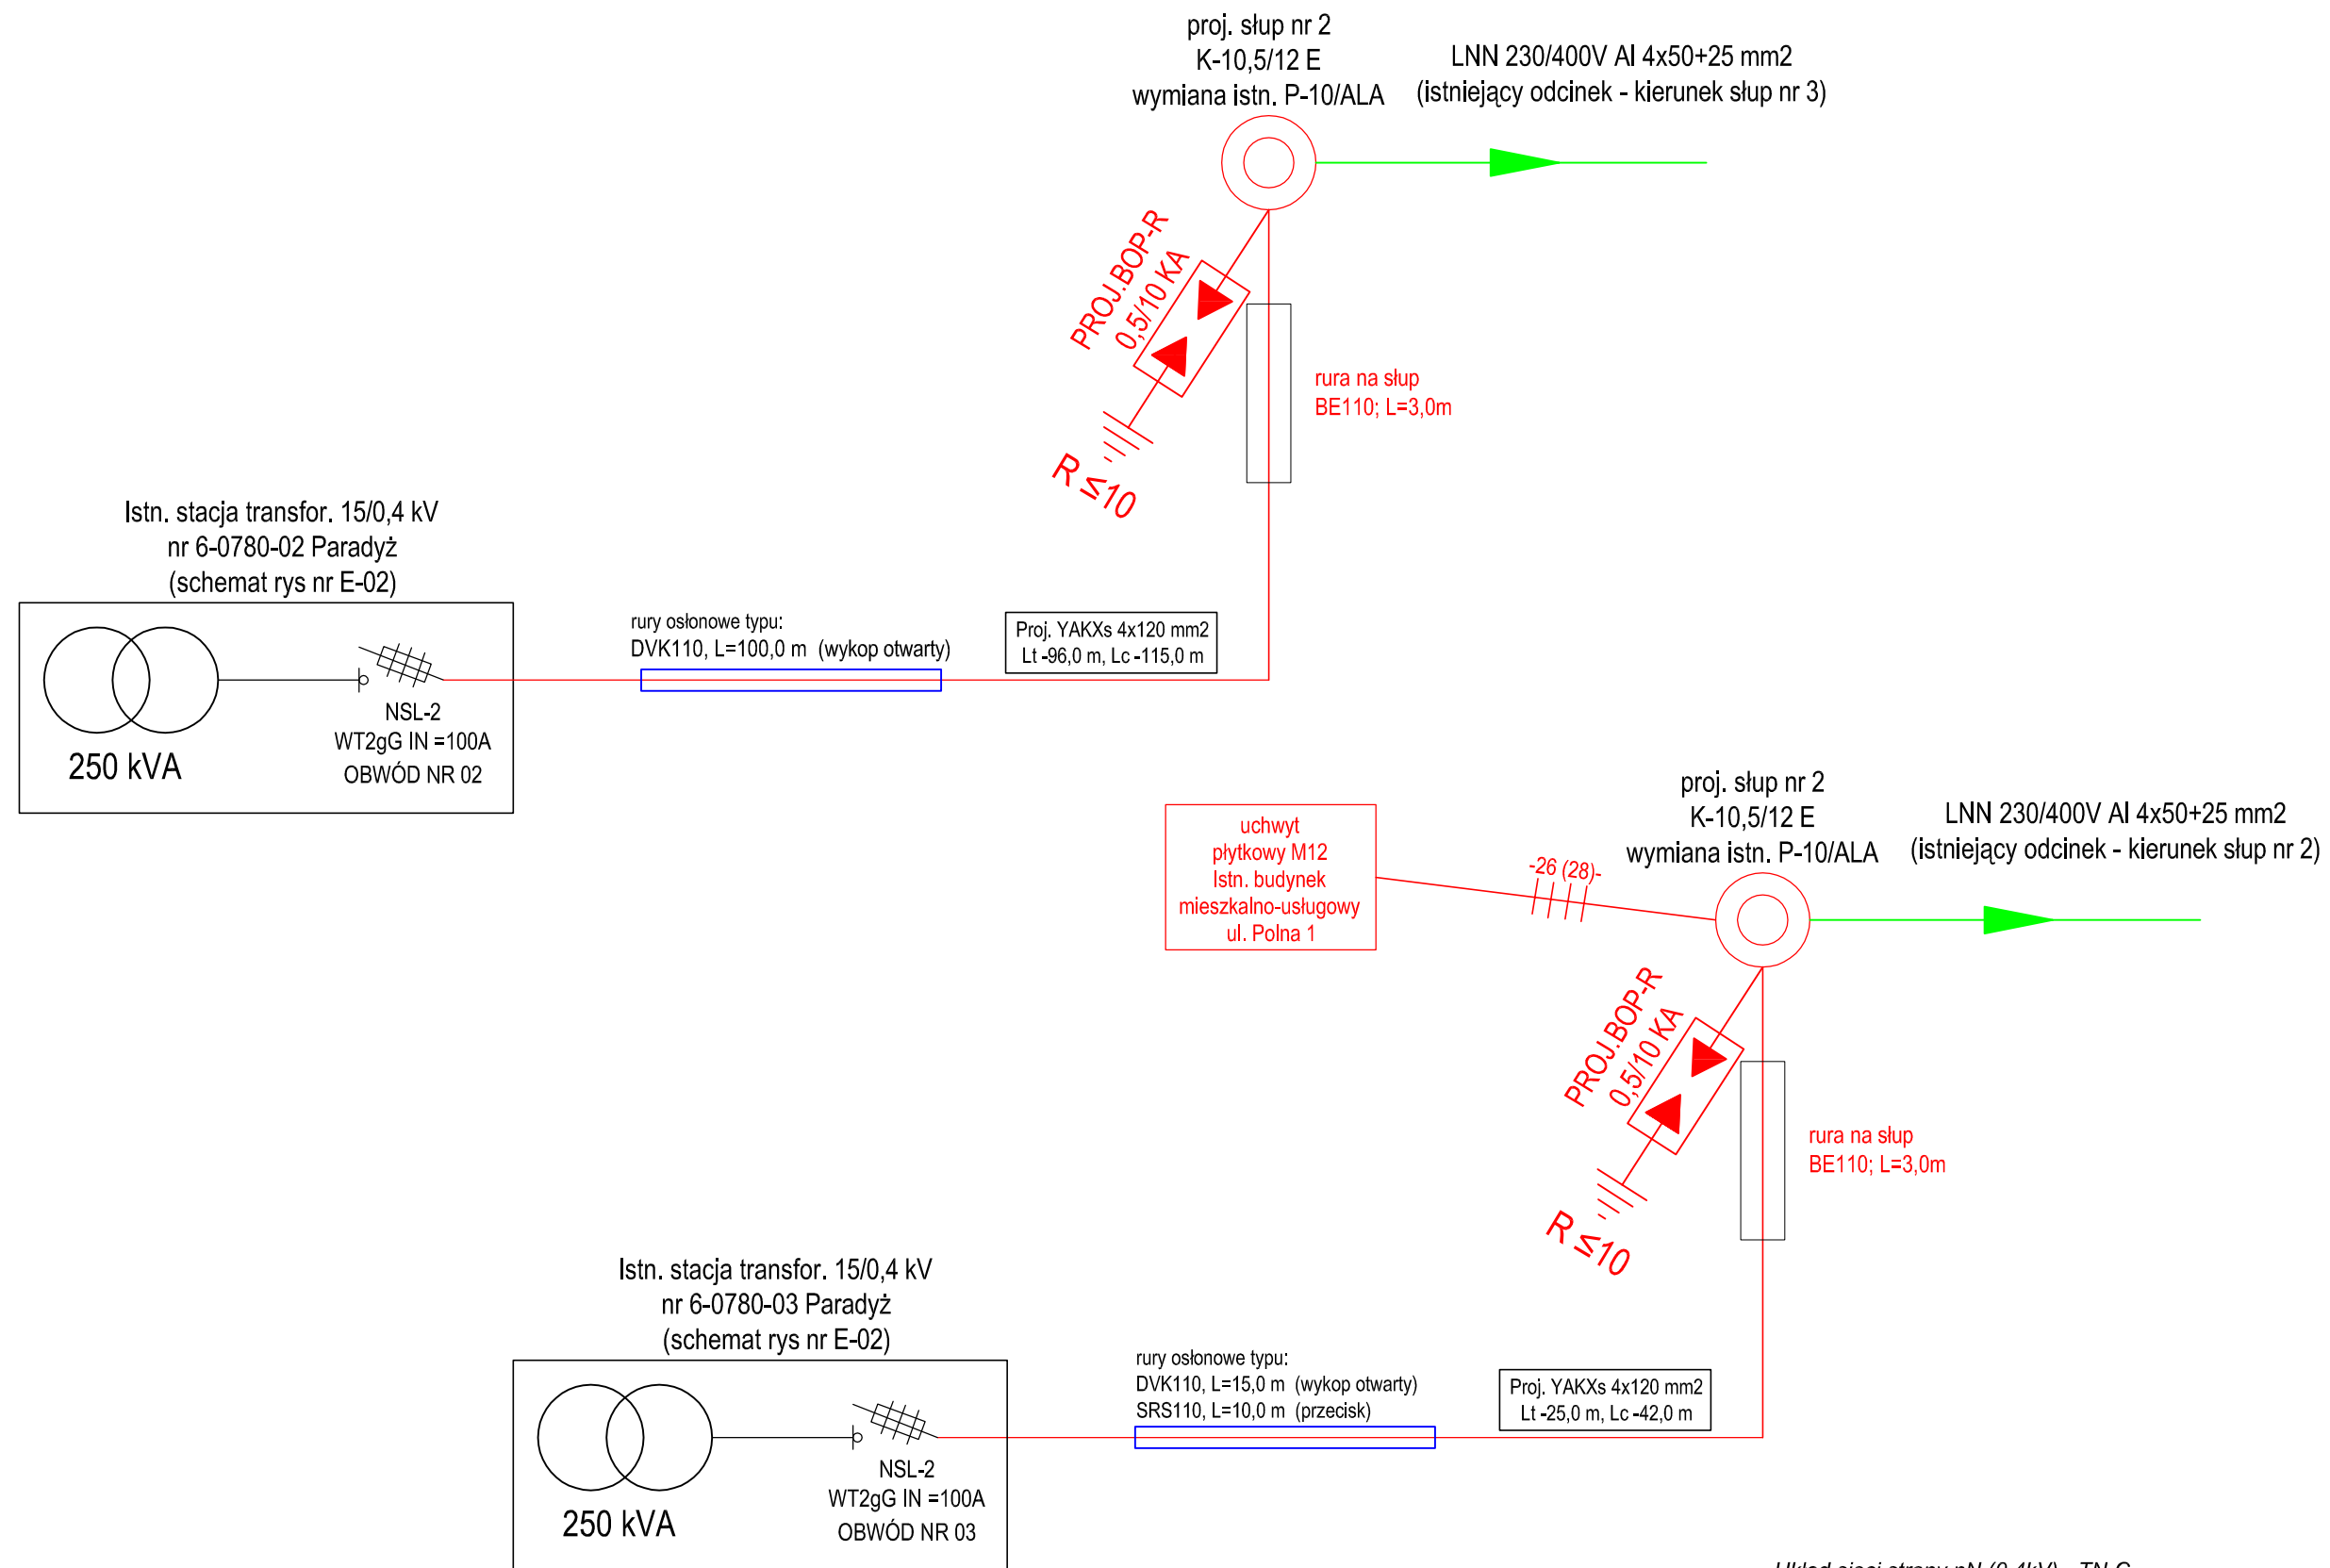 proj. słup nr 2
K-10,5/12 E
wymiana istn. P-10/ALA
LNN 230/400V Al 4x50+25 mm2
(istniejący odcinek - kierunek słup nr 3)
PROJ.BOP-R
0,5/10 KA
R ≤10
rura na słup
BE110; L=3,0m
Istn. stacja transfor. 15/0,4 kV
nr 6-0780-02 Paradyż
(schemat rys nr E-02)
250 kVA
NSL-2
WT2gG IN =100A
OBWÓD NR 02
rury osłonowe typu:
DVK110, L=100,0 m (wykop otwarty)
Proj. YAKXs 4x120 mm2
Lt -96,0 m, Lc -115,0 m
uchwyt
płytkowy M12
Istn. budynek
mieszkalno-usługowy
ul. Polna 1
-26 (28)-
proj. słup nr 2
K-10,5/12 E
wymiana istn. P-10/ALA
LNN 230/400V Al 4x50+25 mm2
(istniejący odcinek - kierunek słup nr 2)
PROJ.BOP-R
0,5/10 KA
R ≤10
rura na słup
BE110; L=3,0m
Istn. stacja transfor. 15/0,4 kV
nr 6-0780-03 Paradyż
(schemat rys nr E-02)
250 kVA
NSL-2
WT2gG IN =100A
OBWÓD NR 03
rury osłonowe typu:
DVK110, L=15,0 m (wykop otwarty)
SRS110, L=10,0 m (przecisk)
Proj. YAKXs 4x120 mm2
Lt -25,0 m, Lc -42,0 m